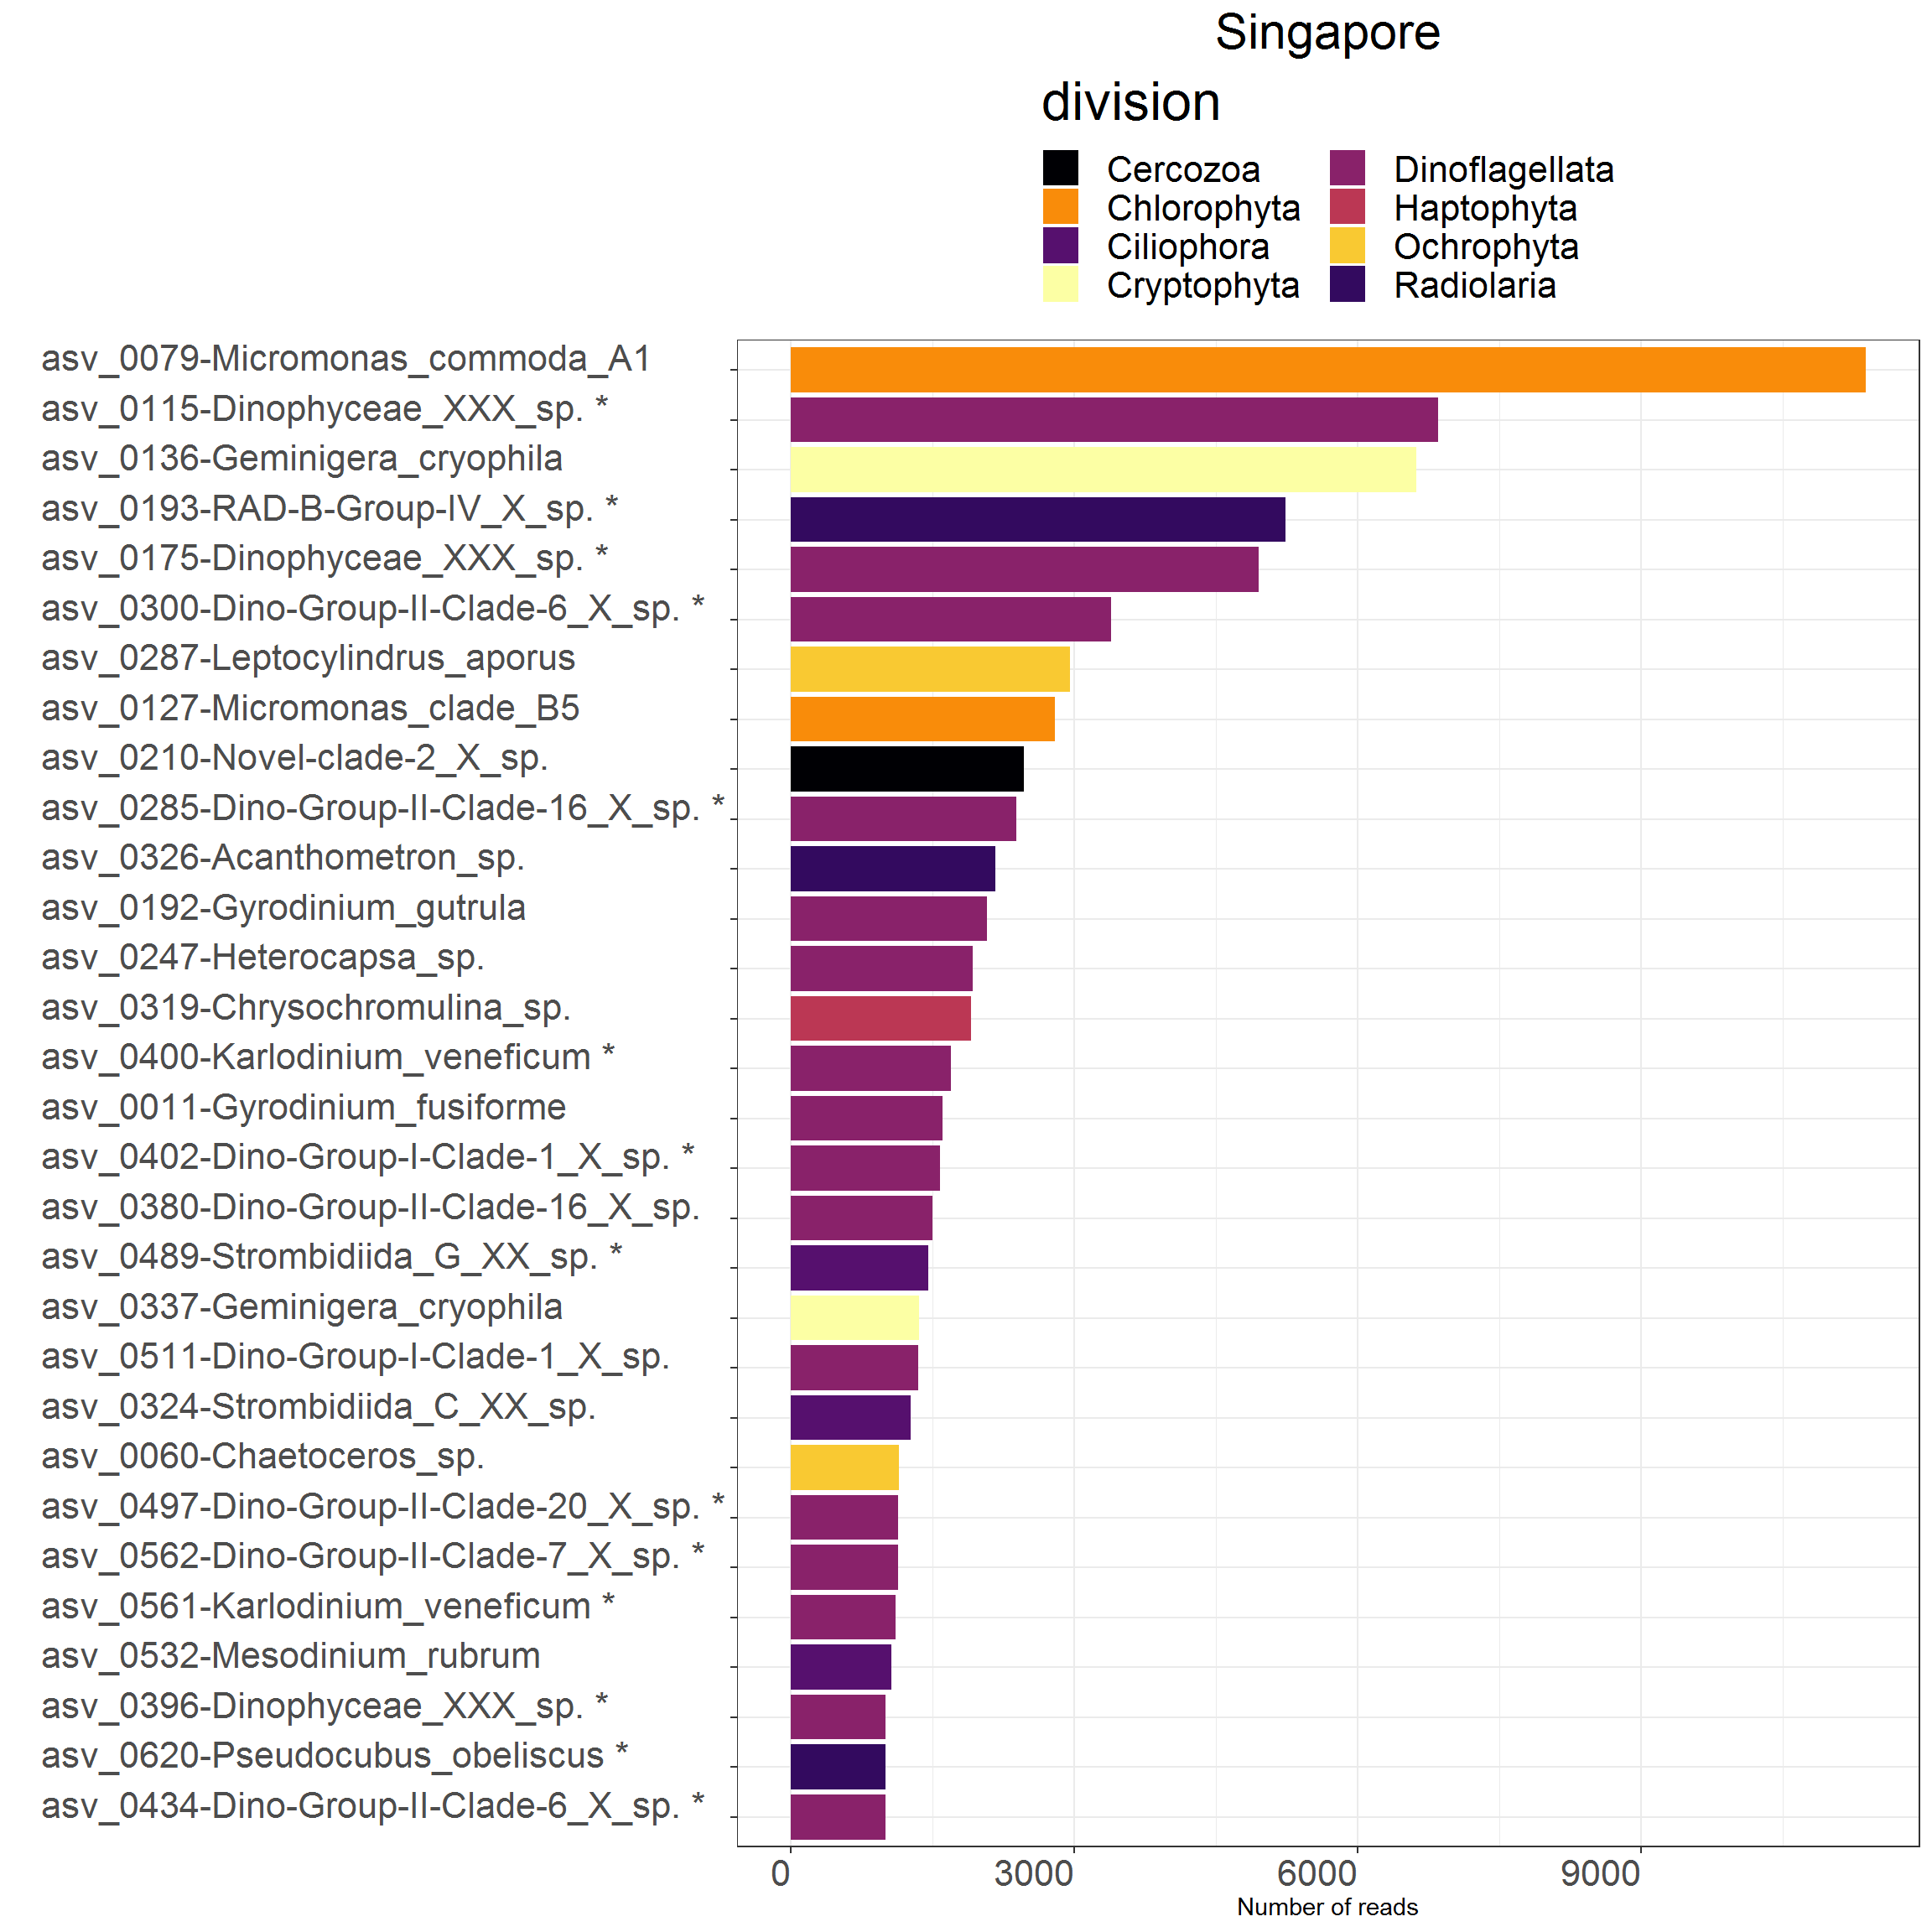 Singapore
division
Cercozoa
Chlorophyta
Ciliophora
Cryptophyta
Dinoflagellata
Haptophyta
Ochrophyta
Radiolaria
asv_0079-Micromonas_commoda_A1
asv_0115-Dinophyceae_XXX_sp. *
asv_0136-Geminigera_cryophila
asv_0193-RAD-B-Group-IV_X_sp. *
asv_0175-Dinophyceae_XXX_sp. *
asv_0300-Dino-Group-II-Clade-6_X_sp. *
asv_0287-Leptocylindrus_aporus
asv_0127-Micromonas_clade_B5
asv_0210-Novel-clade-2_X_sp.
asv_0285-Dino-Group-II-Clade-16_X_sp. *
asv_0326-Acanthometron_sp.
asv_0192-Gyrodinium_gutrula
asv_0247-Heterocapsa_sp.
asv_0319-Chrysochromulina_sp.
asv_0400-Karlodinium_veneficum *
asv_0011-Gyrodinium_fusiforme
asv_0402-Dino-Group-I-Clade-1_X_sp. *
asv_0380-Dino-Group-II-Clade-16_X_sp.
asv_0489-Strombidiida_G_XX_sp. *
asv_0337-Geminigera_cryophila
asv_0511-Dino-Group-I-Clade-1_X_sp.
asv_0324-Strombidiida_C_XX_sp.
asv_0060-Chaetoceros_sp.
asv_0497-Dino-Group-II-Clade-20_X_sp. *
asv_0562-Dino-Group-II-Clade-7_X_sp. *
asv_0561-Karlodinium_veneficum *
asv_0532-Mesodinium_rubrum
asv_0396-Dinophyceae_XXX_sp. *
asv_0620-Pseudocubus_obeliscus *
asv_0434-Dino-Group-II-Clade-6_X_sp. *
0 3000 6000 9000
Number of reads